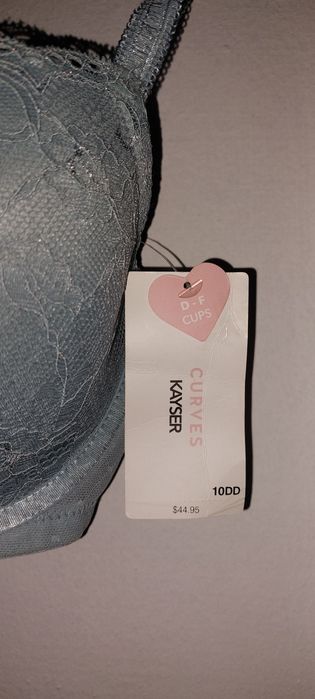 D-F
CUPS
CURVES
KAYSER
10DD
$44.95